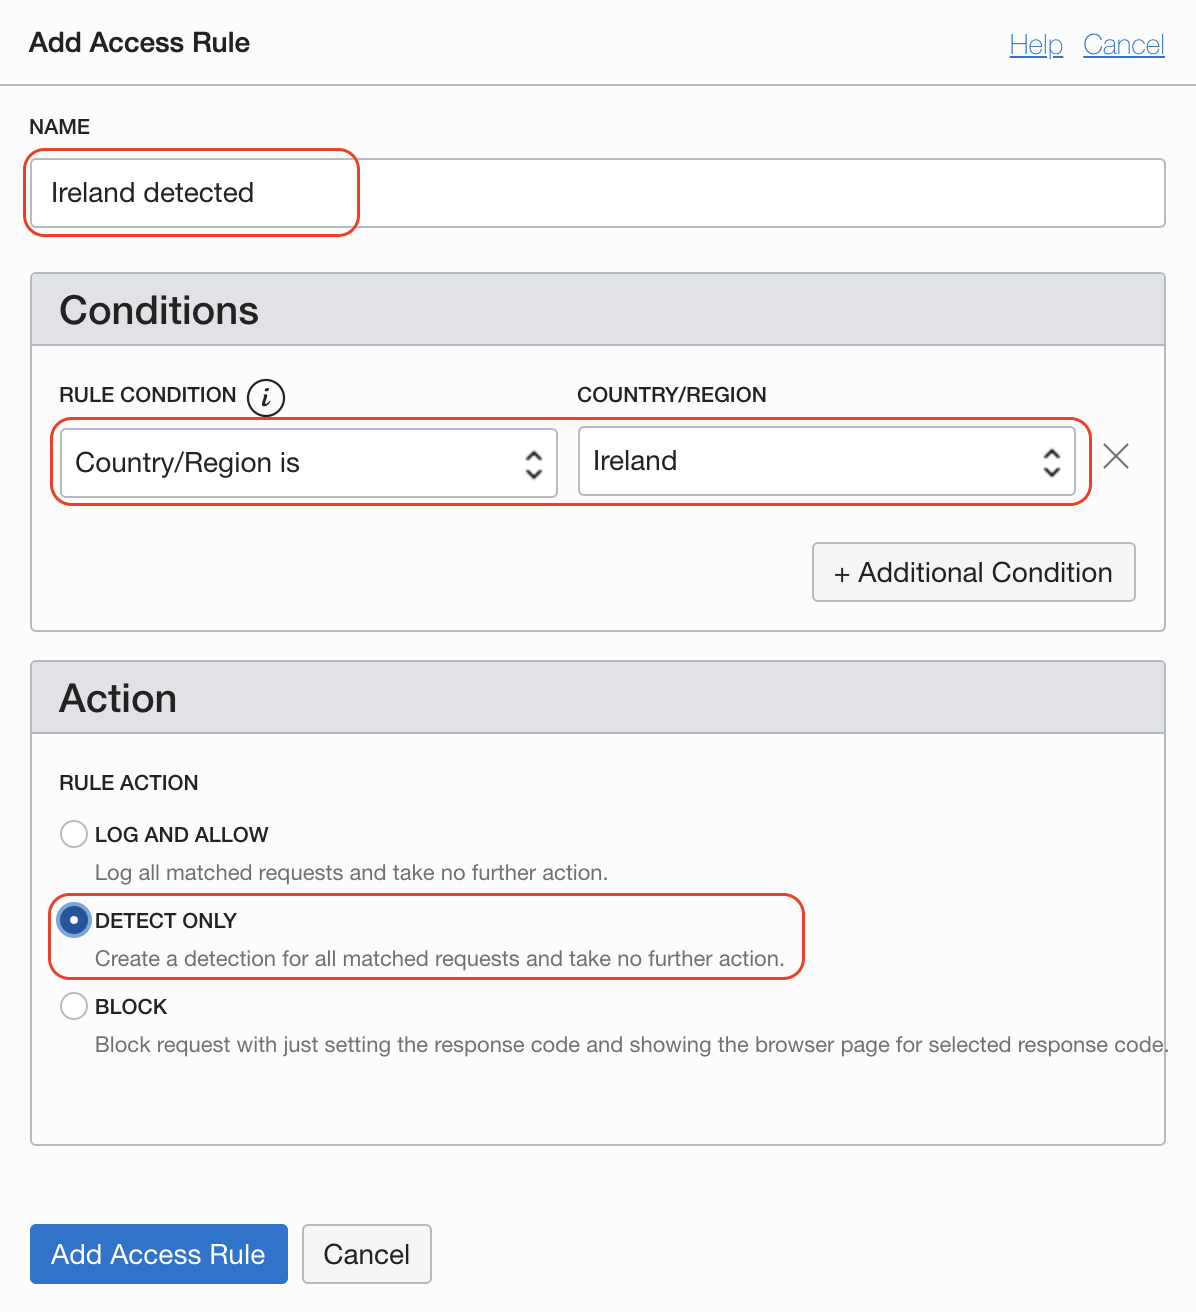 Add Access Rule
Help Cancel
NAME
Ireland detected
Conditions
RULE CONDITION i COUNTRY/REGION
Country/Region is Ireland
+ Additional Condition
Action
RULE ACTION
LOG AND ALLOW
Log all matched requests and take no further action.
DETECT ONLY
Create a detection for all matched requests and take no further action.
BLOCK
Block request with just setting the response code and showing the browser page for selected response code.
Add Access Rule Cancel